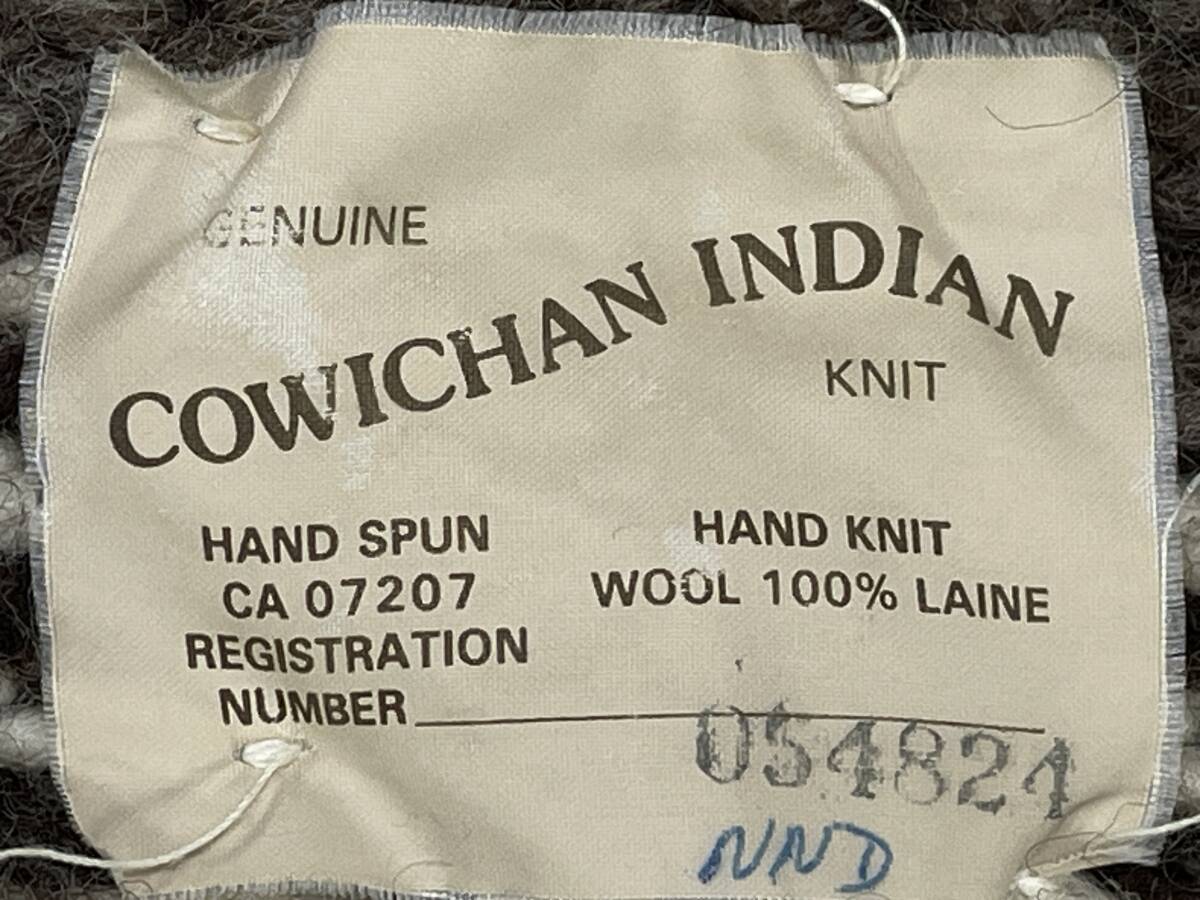 GENUINE
COWICHAN INDIAN
KNIT
HAND SPUN
CA 07207
REGISTRATION
NUMBER
HAND KNIT
WOOL 100% LAINE
054824
NND